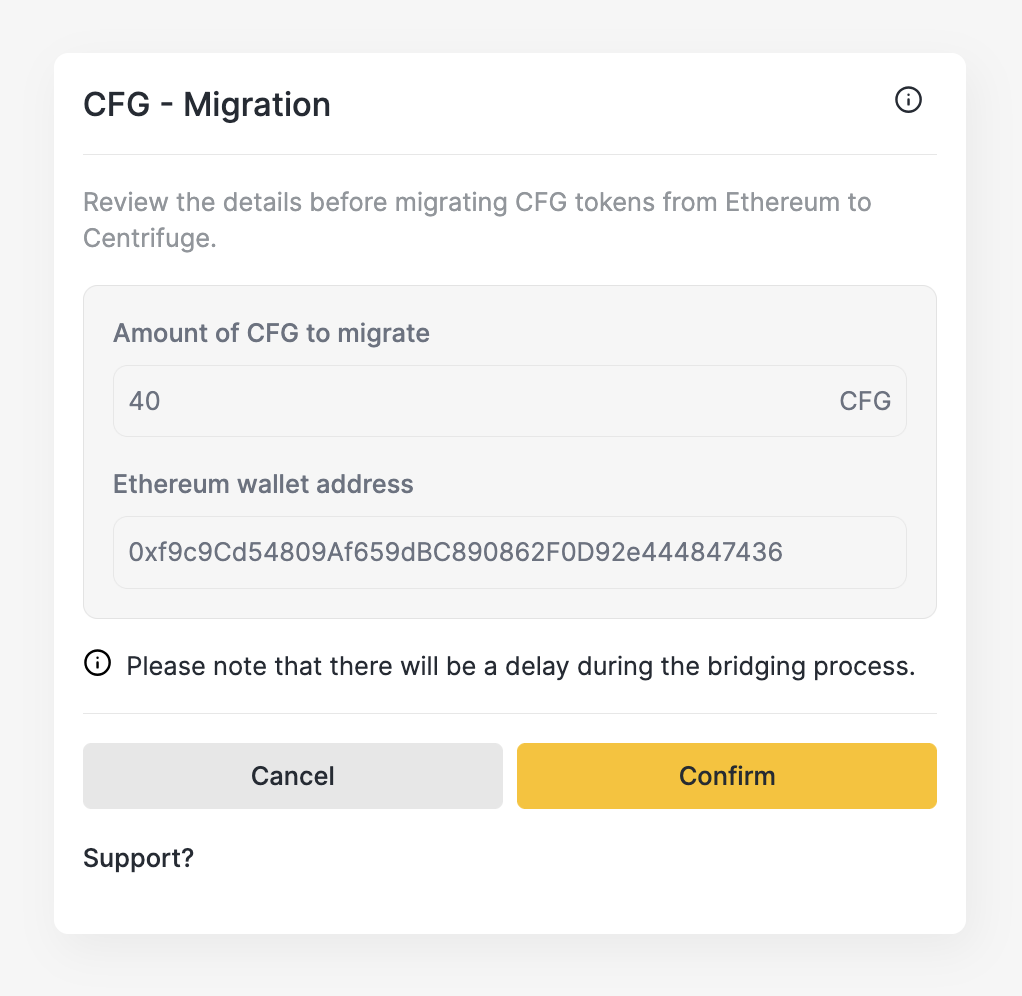 CFG - Migration
Review the details before migrating CFG tokens from Ethereum to
Centrifuge.
Amount of CFG to migrate
40 CFG
Ethereum wallet address
0xf9c9Cd54809Af659dBC890862F0D92e444847436
Please note that there will be a delay during the bridging process.
Cancel Confirm
Support?